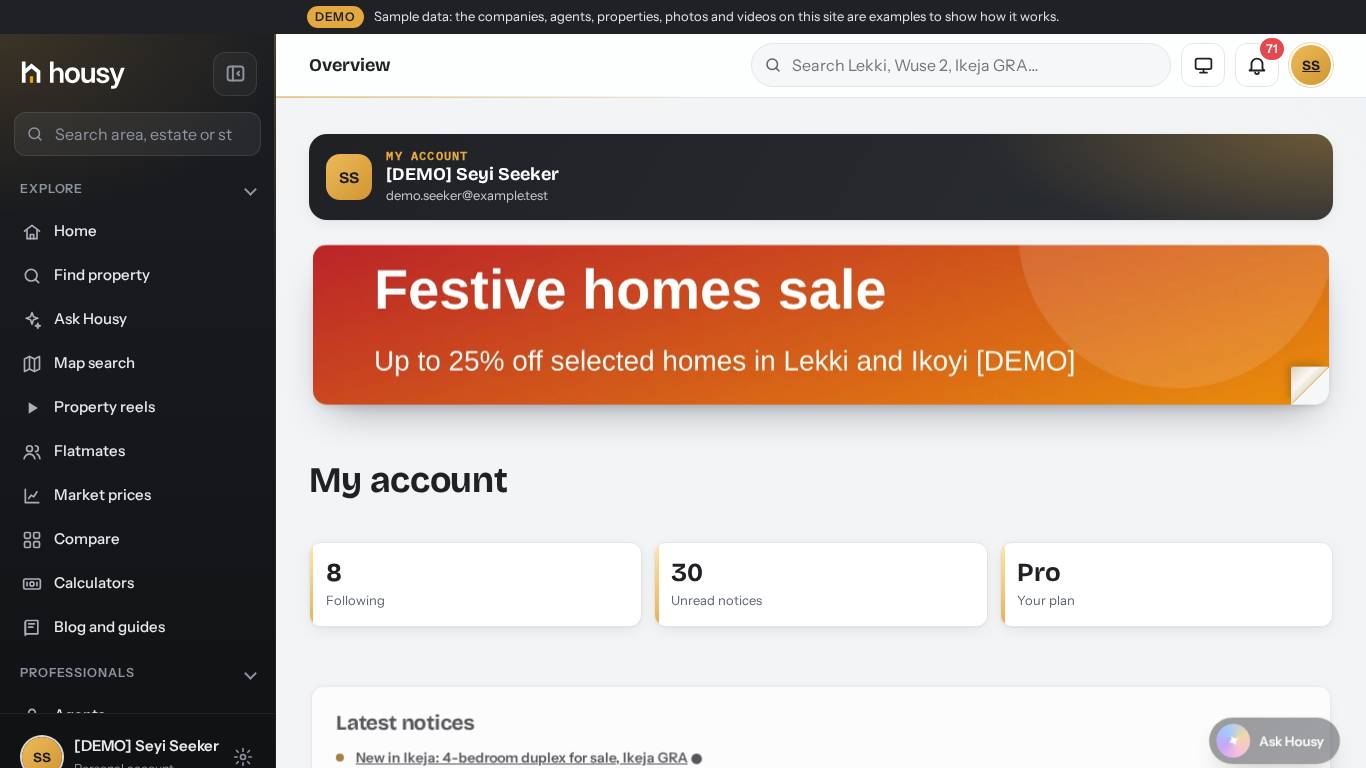 DEMO Sample data: the companies, agents, properties, photos and videos on this site are examples to show how it works.
housy
Search area, estate or st
EXPLORE
Home
Find property
Ask Housy
Map search
Property reels
Flatmates
Market prices
Compare
Calculators
Blog and guides
PROFESSIONALS
SS
[DEMO] Seyi Seeker
Overview
Search Lekki, Wuse 2, Ikeja GRA...
71
SS
SS
MY ACCOUNT
[DEMO] Seyi Seeker
demo.seeker@example.test
Festive homes sale
Up to 25% off selected homes in Lekki and Ikoyi [DEMO]
My account
8
Following
30
Unread notices
Pro
Your plan
Latest notices
New in Ikeja: 4-bedroom duplex for sale, Ikeja GRA
Ask Housy